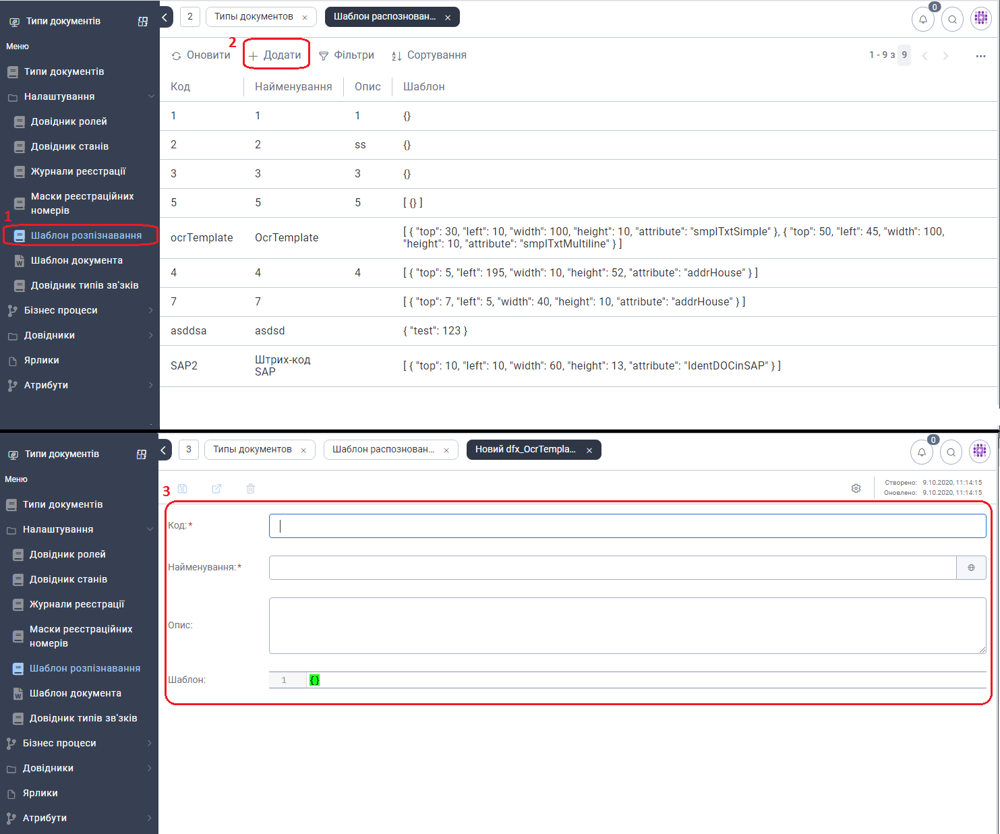 Типи документів
Меню
Типи документів
Налаштування
Довідник ролей
Довідник станів
Журнали реєстрації
Маски реєстраційних
номерів
1
Шаблон розпізнавання
Шаблон документа
Довідник типів зв'язків
Бізнес процеси
Довідники
Ярлики
Атрибути
2
Типы документов
Шаблон распознован...
0
2
Оновити
Додати
Фільтри
Сортування
1 - 9 з 9
Код Найменування Опис Шаблон
1 1 1 {}
2 2 ss {}
3 3 3 {}
5 5 5 [ {} ]
ocrTemplate OcrTemplate [ { "top": 30, "left": 10, "width": 100, "height": 10, "attribute": "smplTxtSimple" }, { "top": 50, "left": 45, "width": 100,
"height": 10, "attribute": "smplTxtMultiline" } ]
4 4 4 [ { "top": 5, "left": 195, "width": 10, "height": 52, "attribute": "addrHouse" } ]
7 7 [ { "top": 7, "left": 5, "width": 40, "height": 10, "attribute": "addrHouse" } ]
asddsa asdsd { "test": 123 }
SAP2 Штрих-код
SAP [ { "top": 10, "left": 10, "width": 60, "height": 13, "attribute": "IdentDOCinSAP" } ]
Типи документів
Меню
Типи документів
Налаштування
Довідник ролей
Довідник станів
Журнали реєстрації
Маски реєстраційних
номерів
Шаблон розпізнавання
Шаблон документа
Довідник типів зв'язків
Бізнес процеси
Довідники
Ярлики
Атрибути
3
Типы документов
Шаблон распознован...
Новий dfx_OcrTempla...
0
3
Створено: 9.10.2020, 11:14:15
Оновлено: 9.10.2020, 11:14:15
Код:*
Найменування:*
Опис:
Шаблон:
1 {}